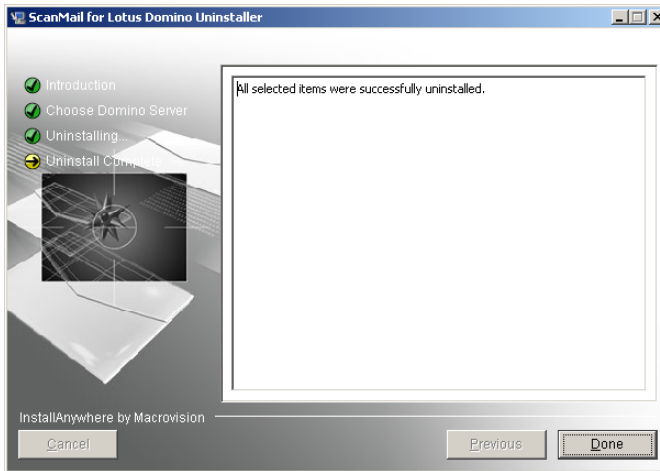 ScanMail for Lotus Domino Uninstaller
Introduction
Choose Domino Server
Uninstalling...
Uninstall Complete
All selected items were successfully uninstalled.
InstallAnywhere by Macrovision
Cancel
Previous
Done